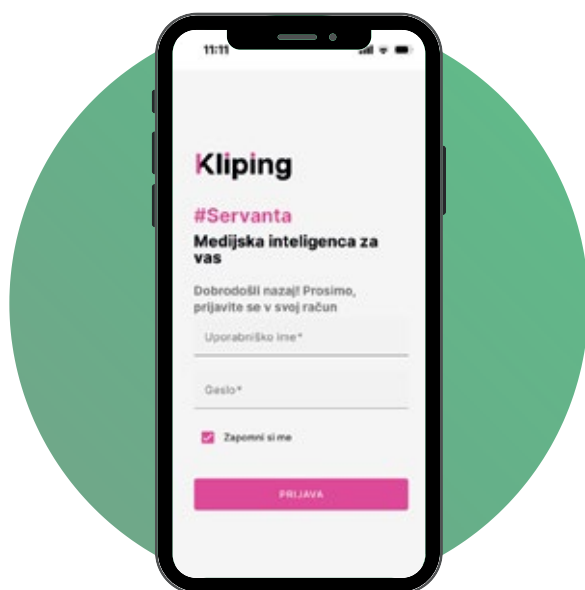 11:11
Kliping
#Servanta
Medijska inteligenca za
vas
Dobrodošli nazaj! Prosimo,
prijavite se v svoj račun
Uporabniško ime*
Geslo*
Zapomni si me
PRIJAVA